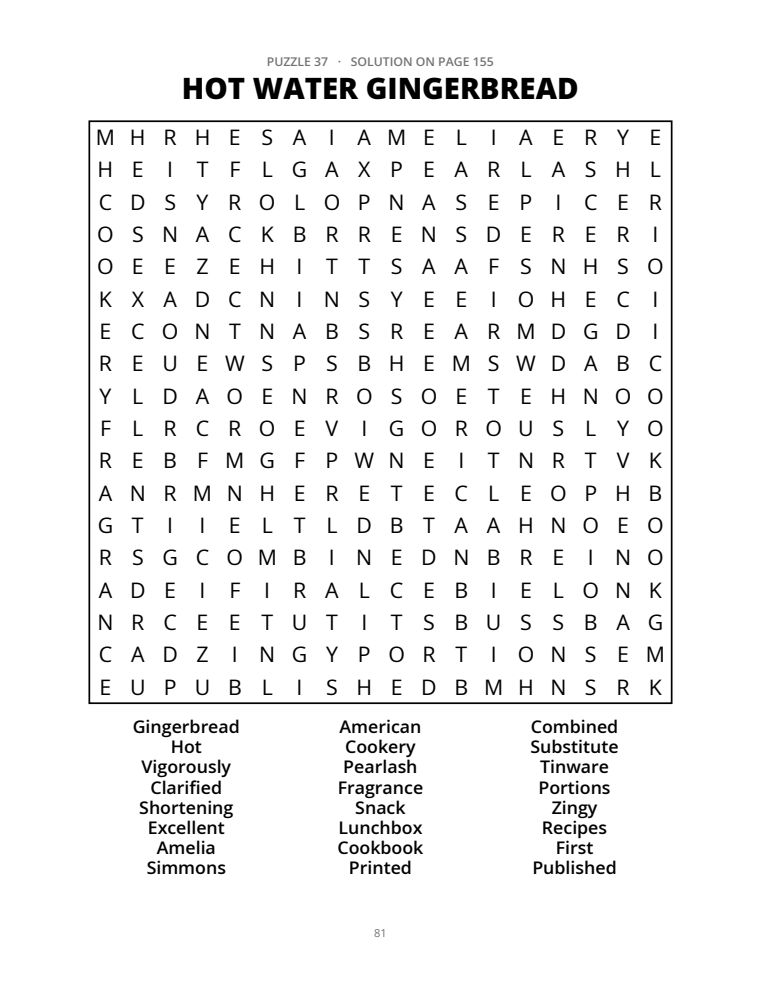 PUZZLE 37 · SOLUTION ON PAGE 155
HOT WATER GINGERBREAD
M H R H E S A I A M E L I A E R Y E
H E I T F L G A X P E A R L A S H L
C D S Y R O L O P N A S E P I C E R
O S N A C K B R R E N S D E R E R I
O E E Z E H I T T S A A F S N H S O
K X A D C N I N S Y E E I O H E C I
E C O N T N A B S R E A R M D G D I
R E U E W S P S B H E M S W D A B C
Y L D A O E N R O S O E T E H N O O
F L R C R O E V I G O R O U S L Y O
R E B F M G F P W N E I T N R T V K
A N R M N H E R E T E C L E O P H B
G T I I E L T L D B T A A H N O E O
R S G C O M B I N E D N B R E I N O
A D E I F I R A L C E B I E L O N K
N R C E E T U T I T S B U S S B A G
C A D Z I N G Y P O R T I O N S E M
E U P U B L I S H E D B M H N S R K
Gingerbread American Combined
Hot Cookery Substitute
Vigorously Pearlash Tinware
Clarified Fragrance Portions
Shortening Snack Zingy
Excellent Lunchbox Recipes
Amelia Cookbook First
Simmons Printed Published
81